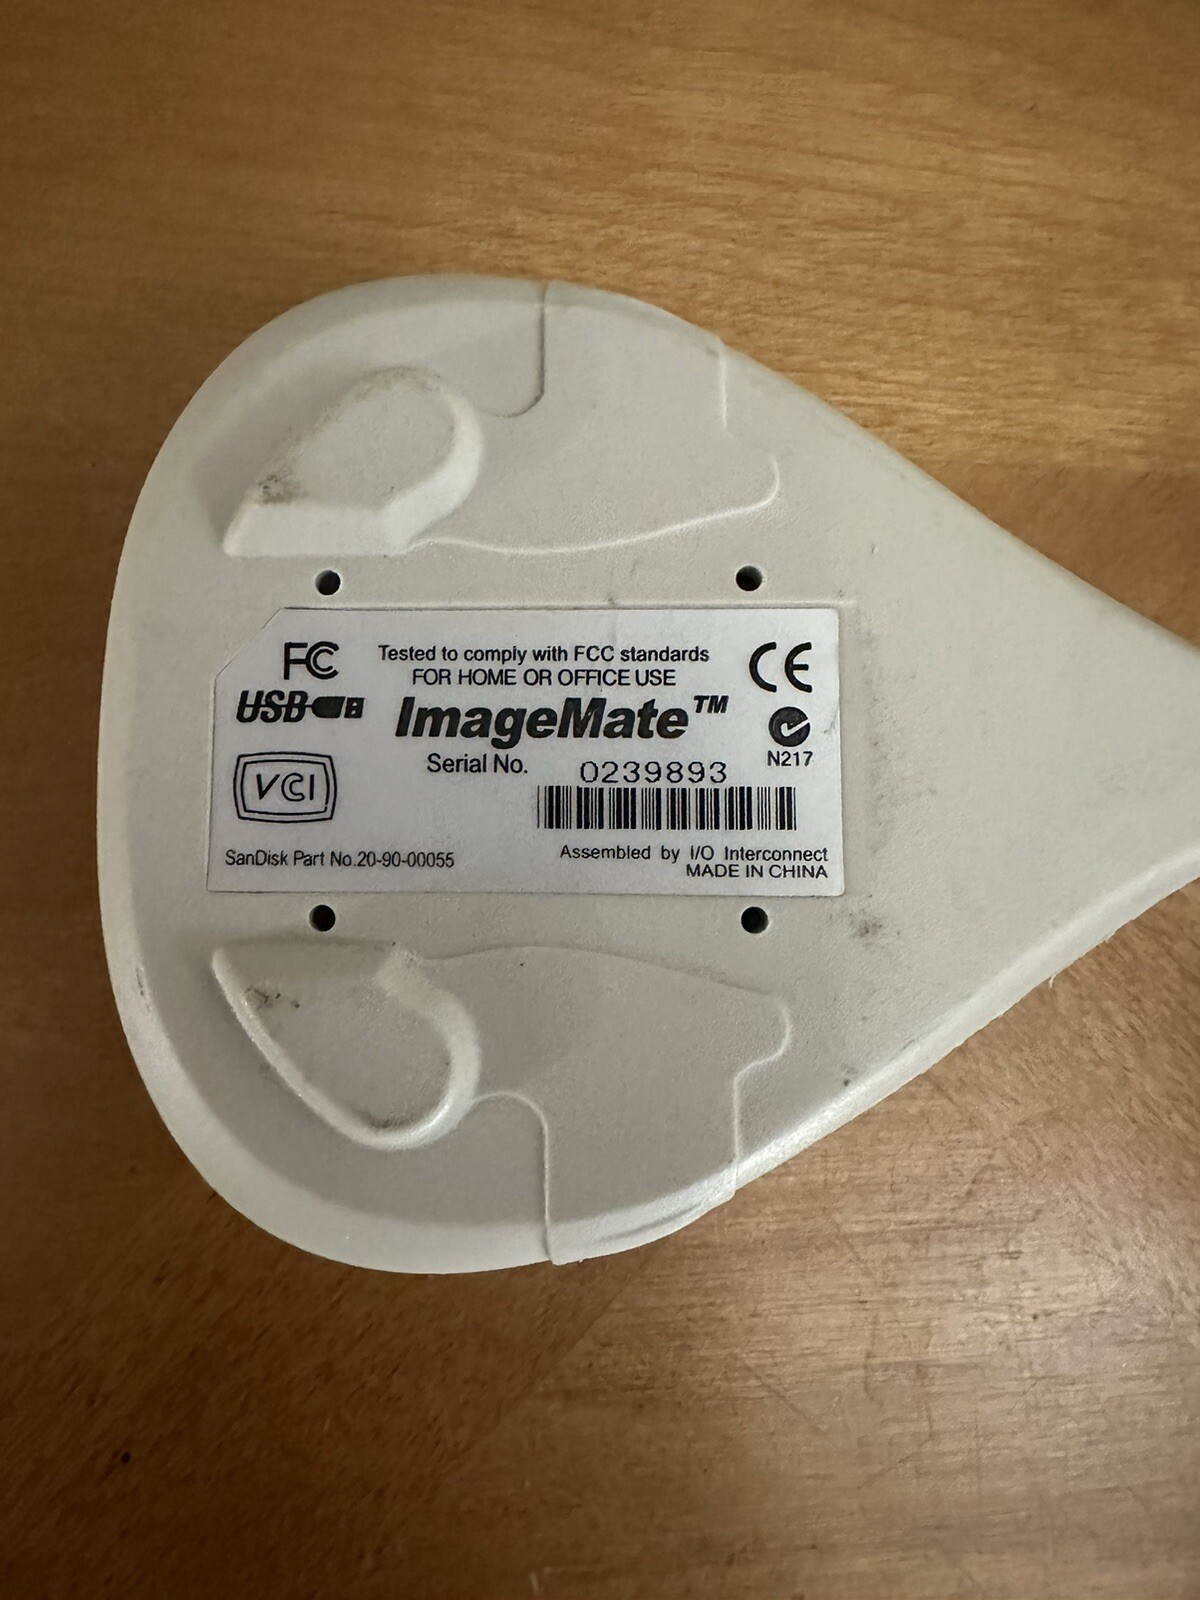 FC
Tested to comply with FCC standards
FOR HOME OR OFFICE USE
CE
USB
ImageMate™
N217
Serial No. 0239893
VCI
SanDisk Part No.20-90-00055
Assembled by I/O Interconnect
MADE IN CHINA